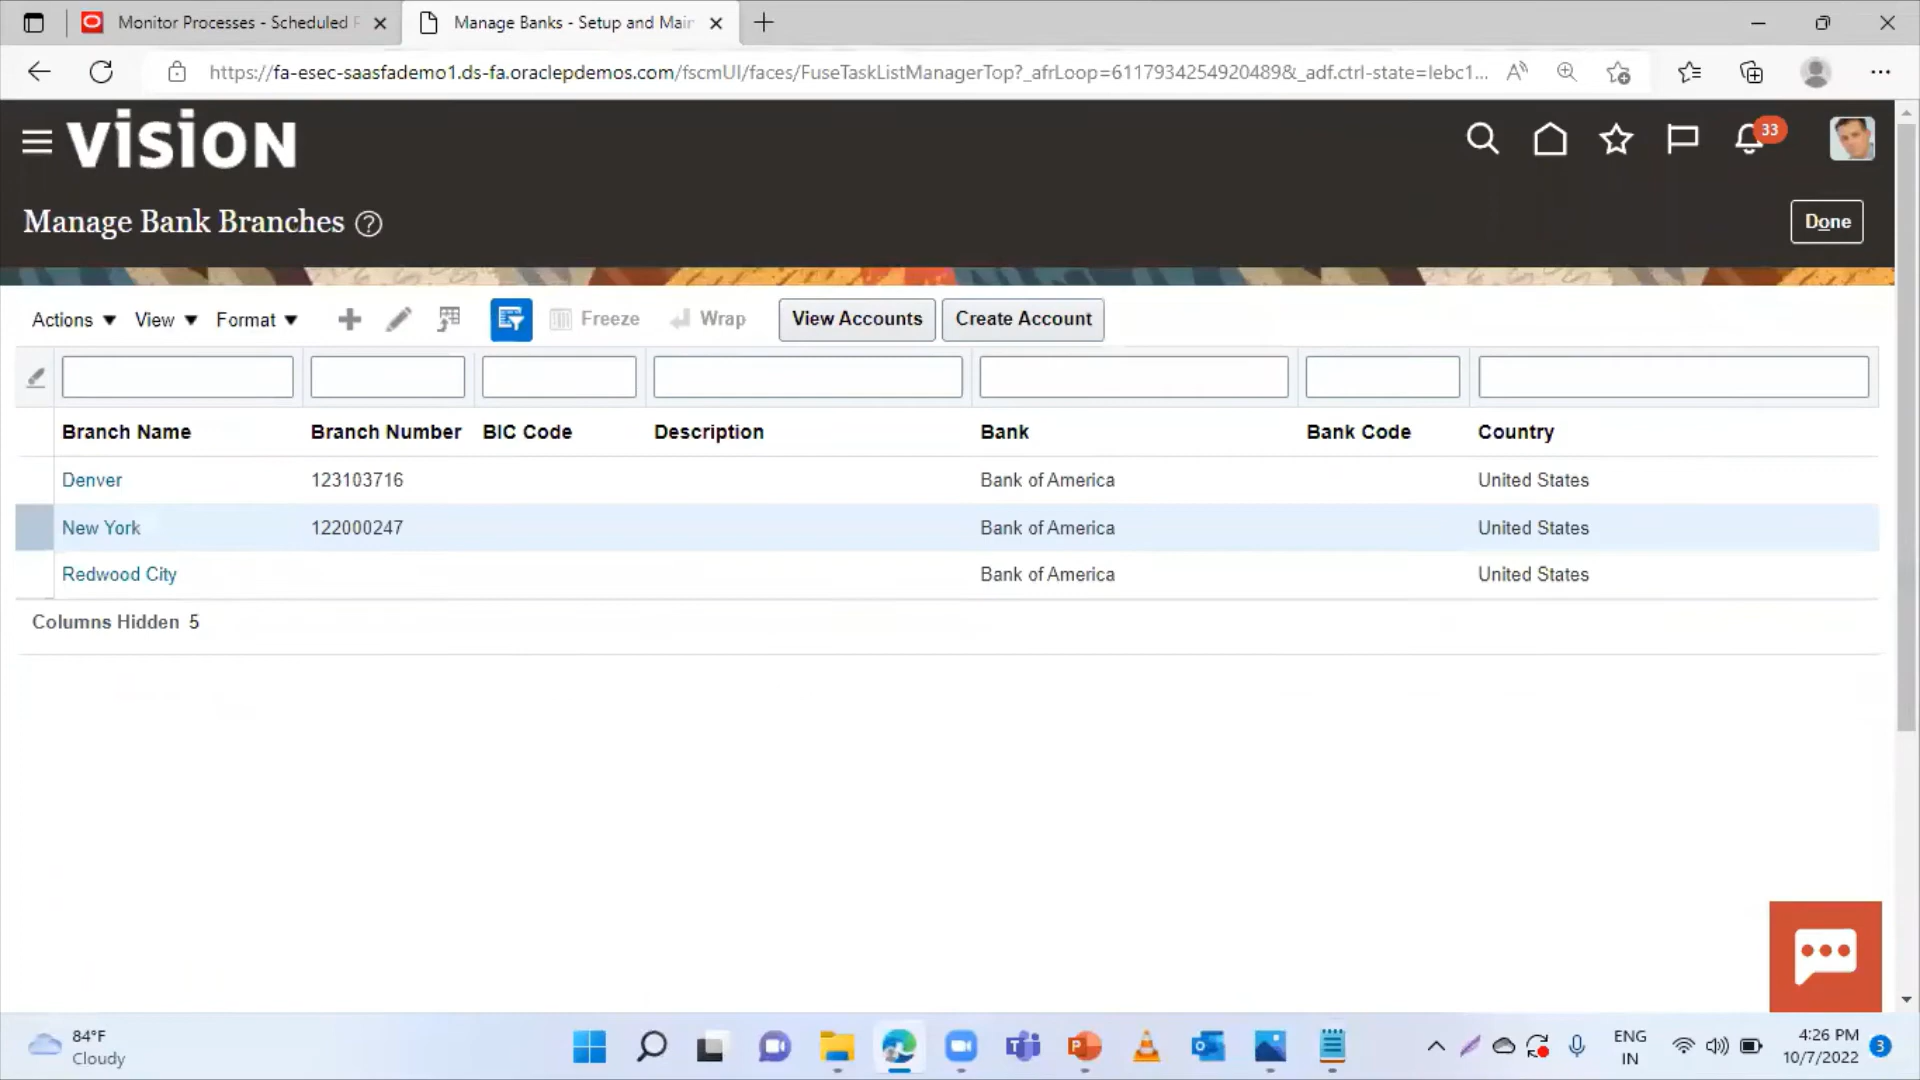 Monitor Processes - Scheduled P
Manage Banks - Setup and Main
https://fa-esec-saasfademo1.ds-fa.oraclepdemos.com/fscmUI/faces/FuseTaskListManagerTop?_afrLoop=61179342549204898&_adf.ctrl-state=lebc1...
VISION
33
Manage Bank Branches ?
Done
Actions View Format Freeze Wrap View Accounts Create Account
Branch Name Branch Number BIC Code Description Bank Bank Code Country
Denver 123103716 Bank of America United States
New York 122000247 Bank of America United States
Redwood City Bank of America United States
Columns Hidden 5
84°F
Cloudy
ENG
IN
4:26 PM
10/7/2022
3